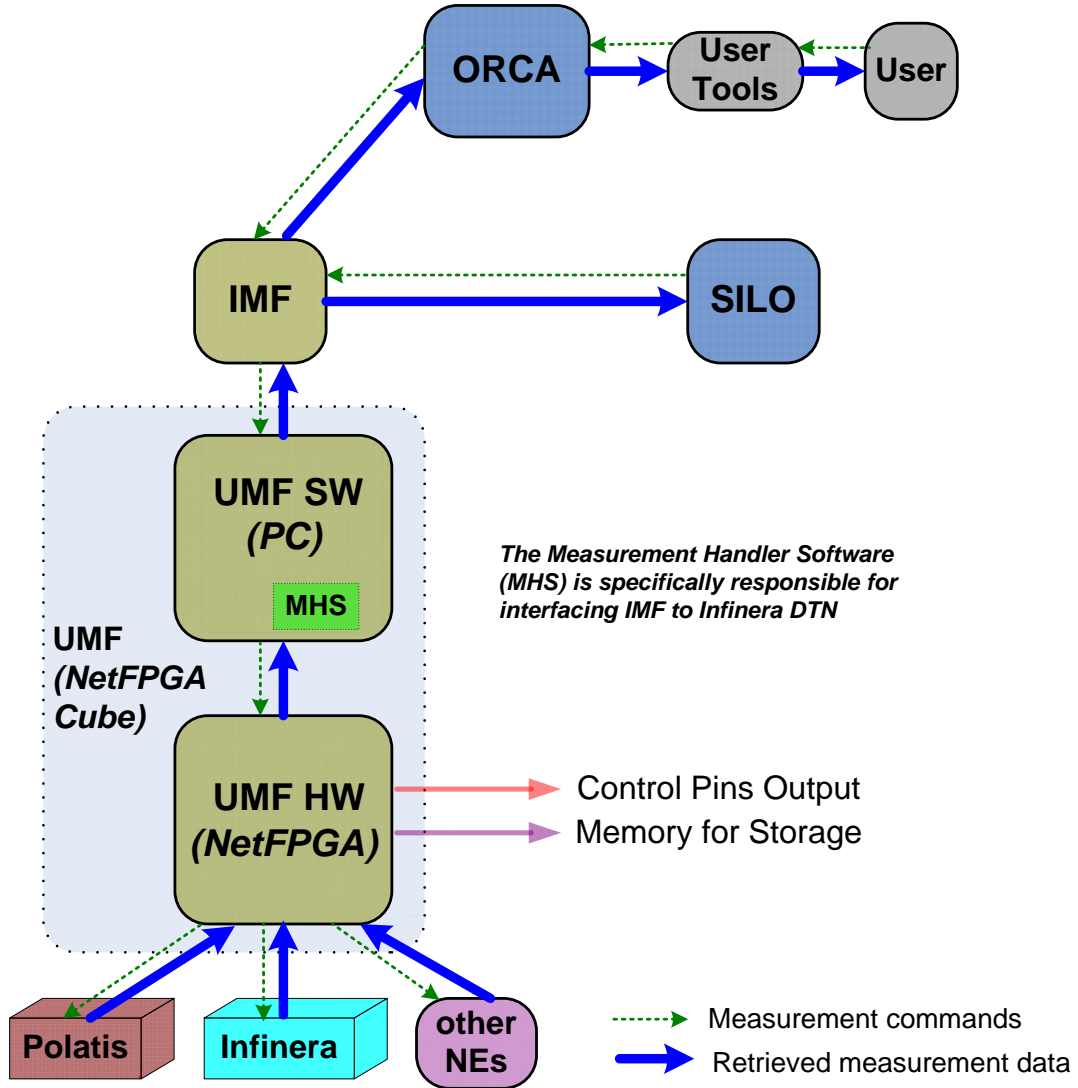 ORCA
User
Tools
User
IMF
SILO
UMF SW
(PC)
MHS
The Measurement Handler Software
(MHS) is specifically responsible for
interfacing IMF to Infinera DTN
UMF
(NetFPGA
Cube)
UMF HW
(NetFPGA)
Control Pins Output
Memory for Storage
Polatis
Infinera
other
NEs
Measurement commands
Retrieved measurement data